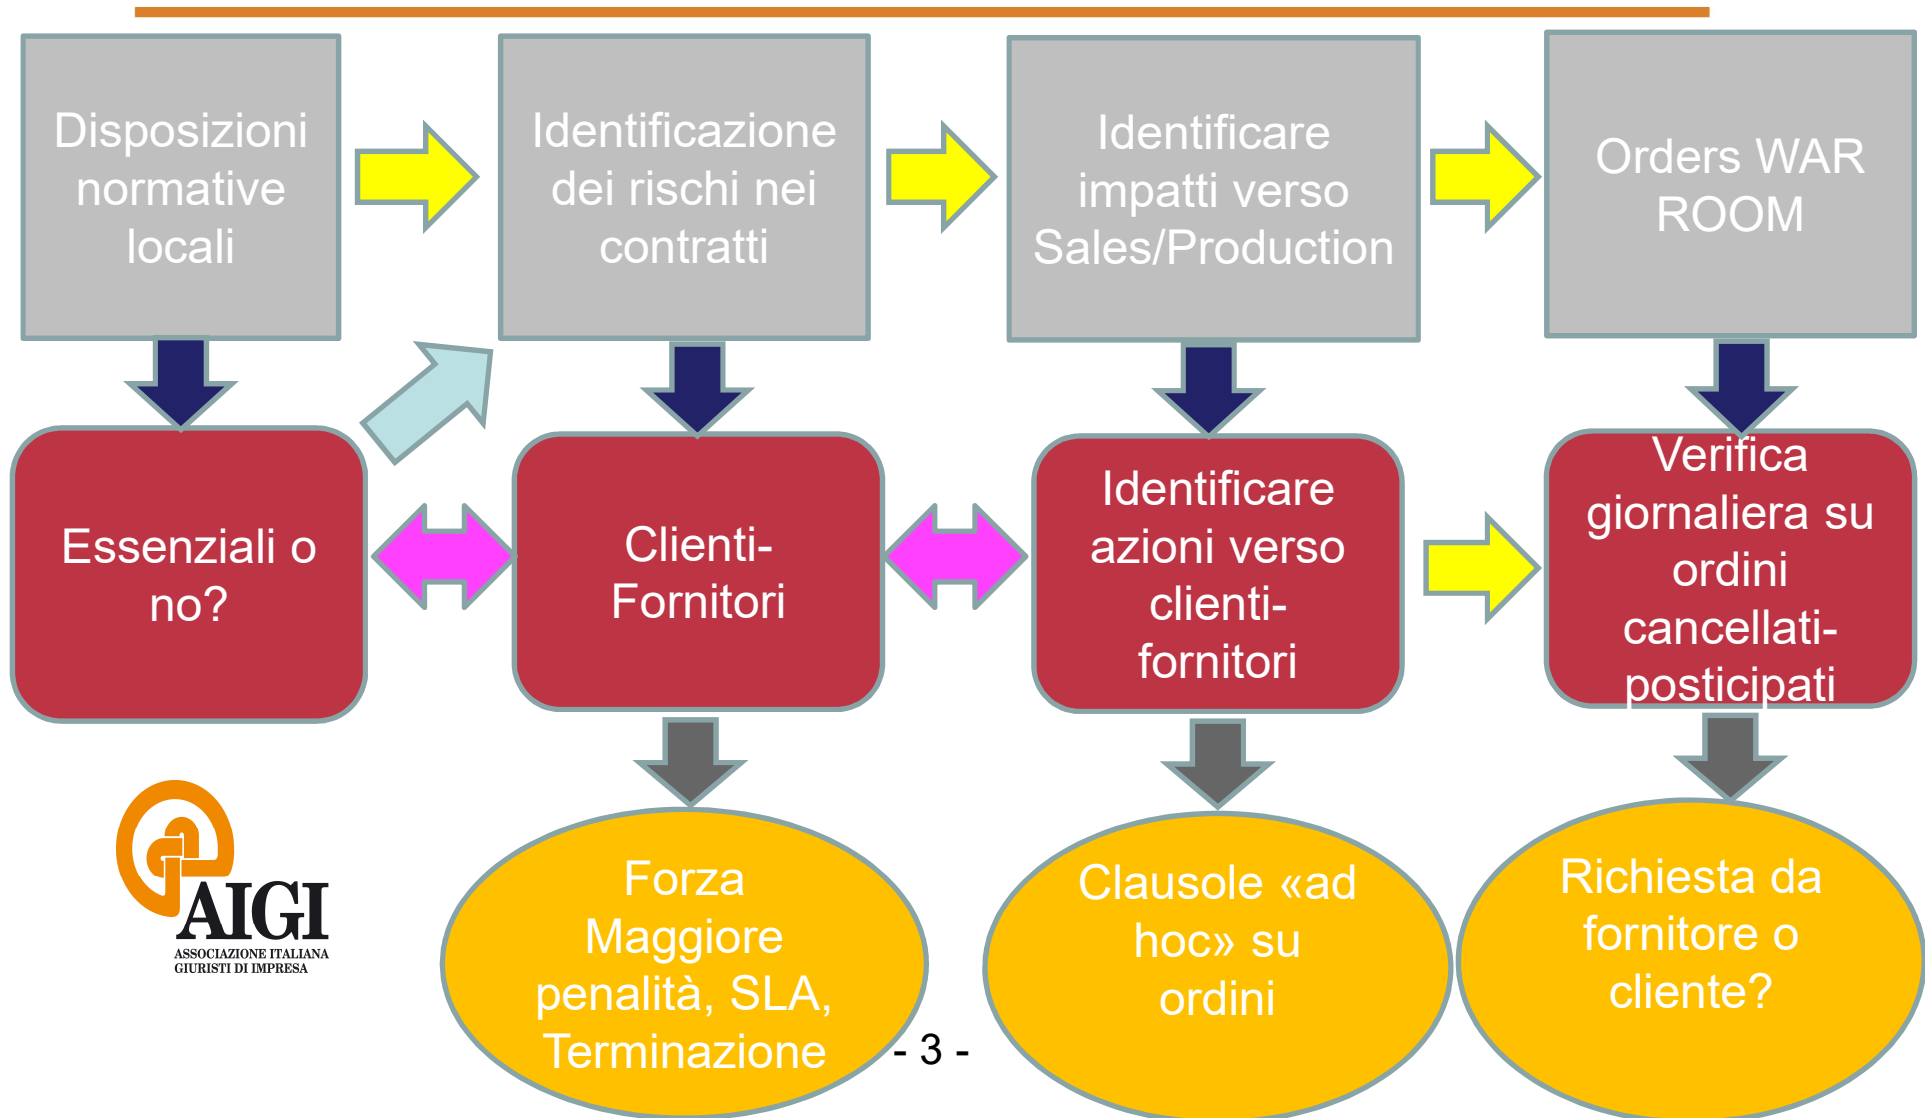 Disposizioni
normative
locali
Identificazione
dei rischi nei
contratti
Identificare
impatti verso
Sales/Production
Orders WAR
ROOM
Essenziali o
no?
Clienti-
Fornitori
Identificare
azioni verso
clienti-
fornitori
Verifica
giornaliera su
ordini
cancellati-
posticipati
Forza
Maggiore
penalità, SLA,
Terminazione
Clausole «ad
hoc» su
ordini
Richiesta da
fornitore o
cliente?
AIGI
ASSOCIAZIONE ITALIANA
GIURISTI DI IMPRESA
- 3 -